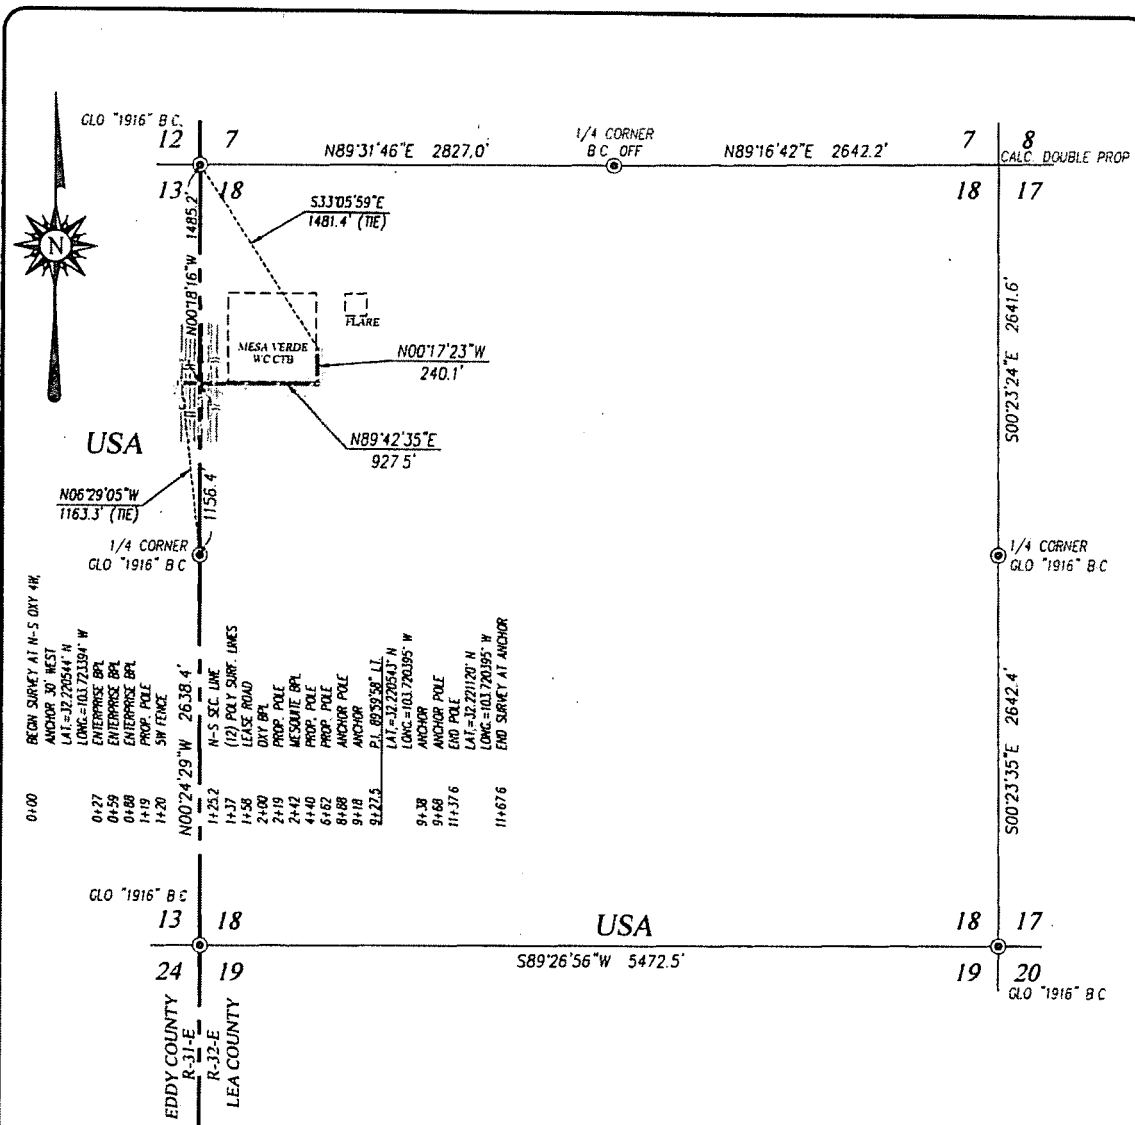 GLO "1916" B C.
12 7
13 18
N89°31'46"E 2827.0'
1/4 CORNER
B C OFF
N89°16'42"E 2642.2'
7 8
CALC. DOUBLE PROP
18 17
N
1485.2'
N00°18'16"W
S33°05'59"E
1481.4' (TIE)
FLARE
MESA VERDE
WC CTB
N00°17'23"W
240.1'
N89°42'35"E
927.5'
USA
N06°29'05"W
1163.3' (TIE)
1156.4
1/4 CORNER
GLO "1916" B C
S00°23'24"E 2641.6'
1/4 CORNER
GLO "1916" B C
0+00 BEGIN SURVEY AT N-S OXY 4W,
ANCHOR 30' WEST
LAT.=32.220544° N
LONG.=103.723394° W
0+27 ENTERPRISE BPL
0+59 ENTERPRISE BPL
0+88 ENTERPRISE BPL
1+19 PROP. POLE
1+20 5W FENCE
N00°24'29"W 2638.4'
1+25.2 N-S SEC. LINE
1+37 (12) POLY SURF. LINES
1+58 LEASE ROAD
2+00 OXY BPL
2+19 PROP. POLE
2+42 MESQUITE BPL
4+40 PROP. POLE
6+62 PROP. POLE
8+88 ANCHOR POLE
9+18 ANCHOR
9+27.5 P.I. 89°59'58" LT.
LAT.=32.220543° N
LONG.=103.720395° W
9+38 ANCHOR
9+68 ANCHOR POLE
11+37.6 END POLE
LAT.=32.221120° N
LONG.=103.720395° W
11+67.6 END SURVEY AT ANCHOR
S00°23'35"E 2642.4'
GLO "1916" B C
13 18
USA
18 17
24 19
S89°26'56"W 5472.5'
19 20
GLO "1916" B C
EDDY COUNTY
R-31-E
R-32-E
LEA COUNTY